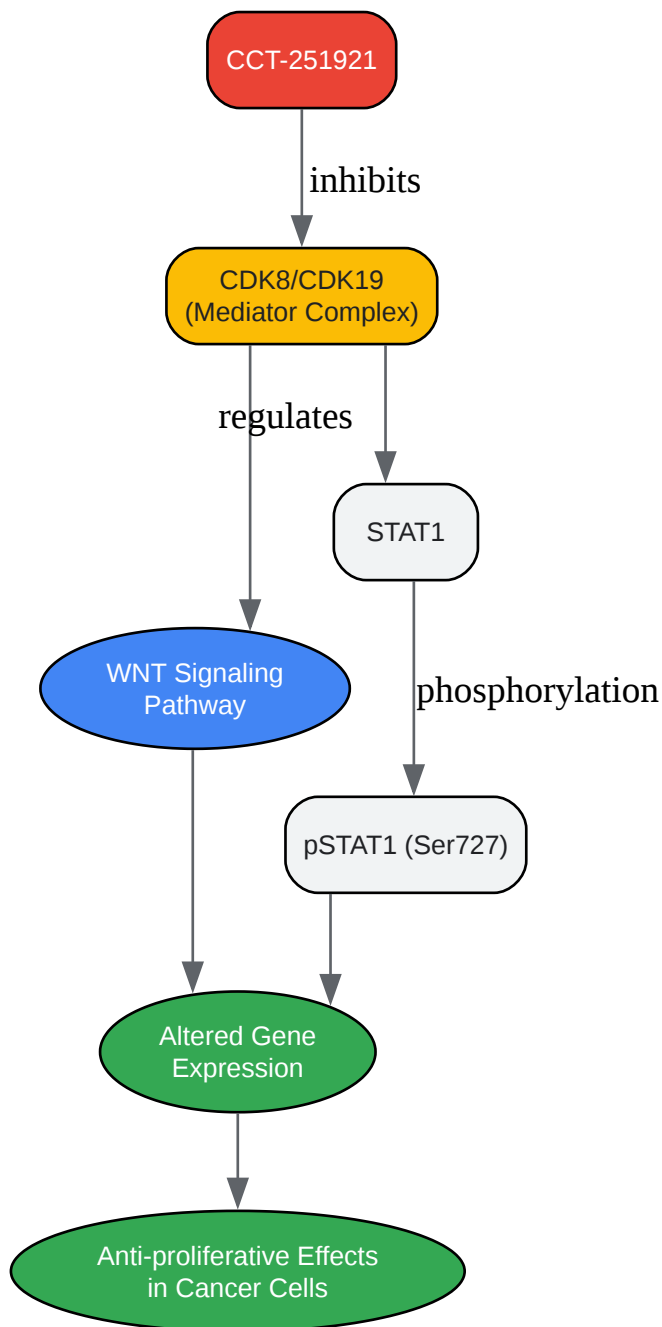 CCT-251921
inhibits
CDK8/CDK19
(Mediator Complex)
regulates
STAT1
WNT Signaling
Pathway
phosphorylation
pSTAT1 (Ser727)
Altered Gene
Expression
Anti-proliferative Effects
in Cancer Cells